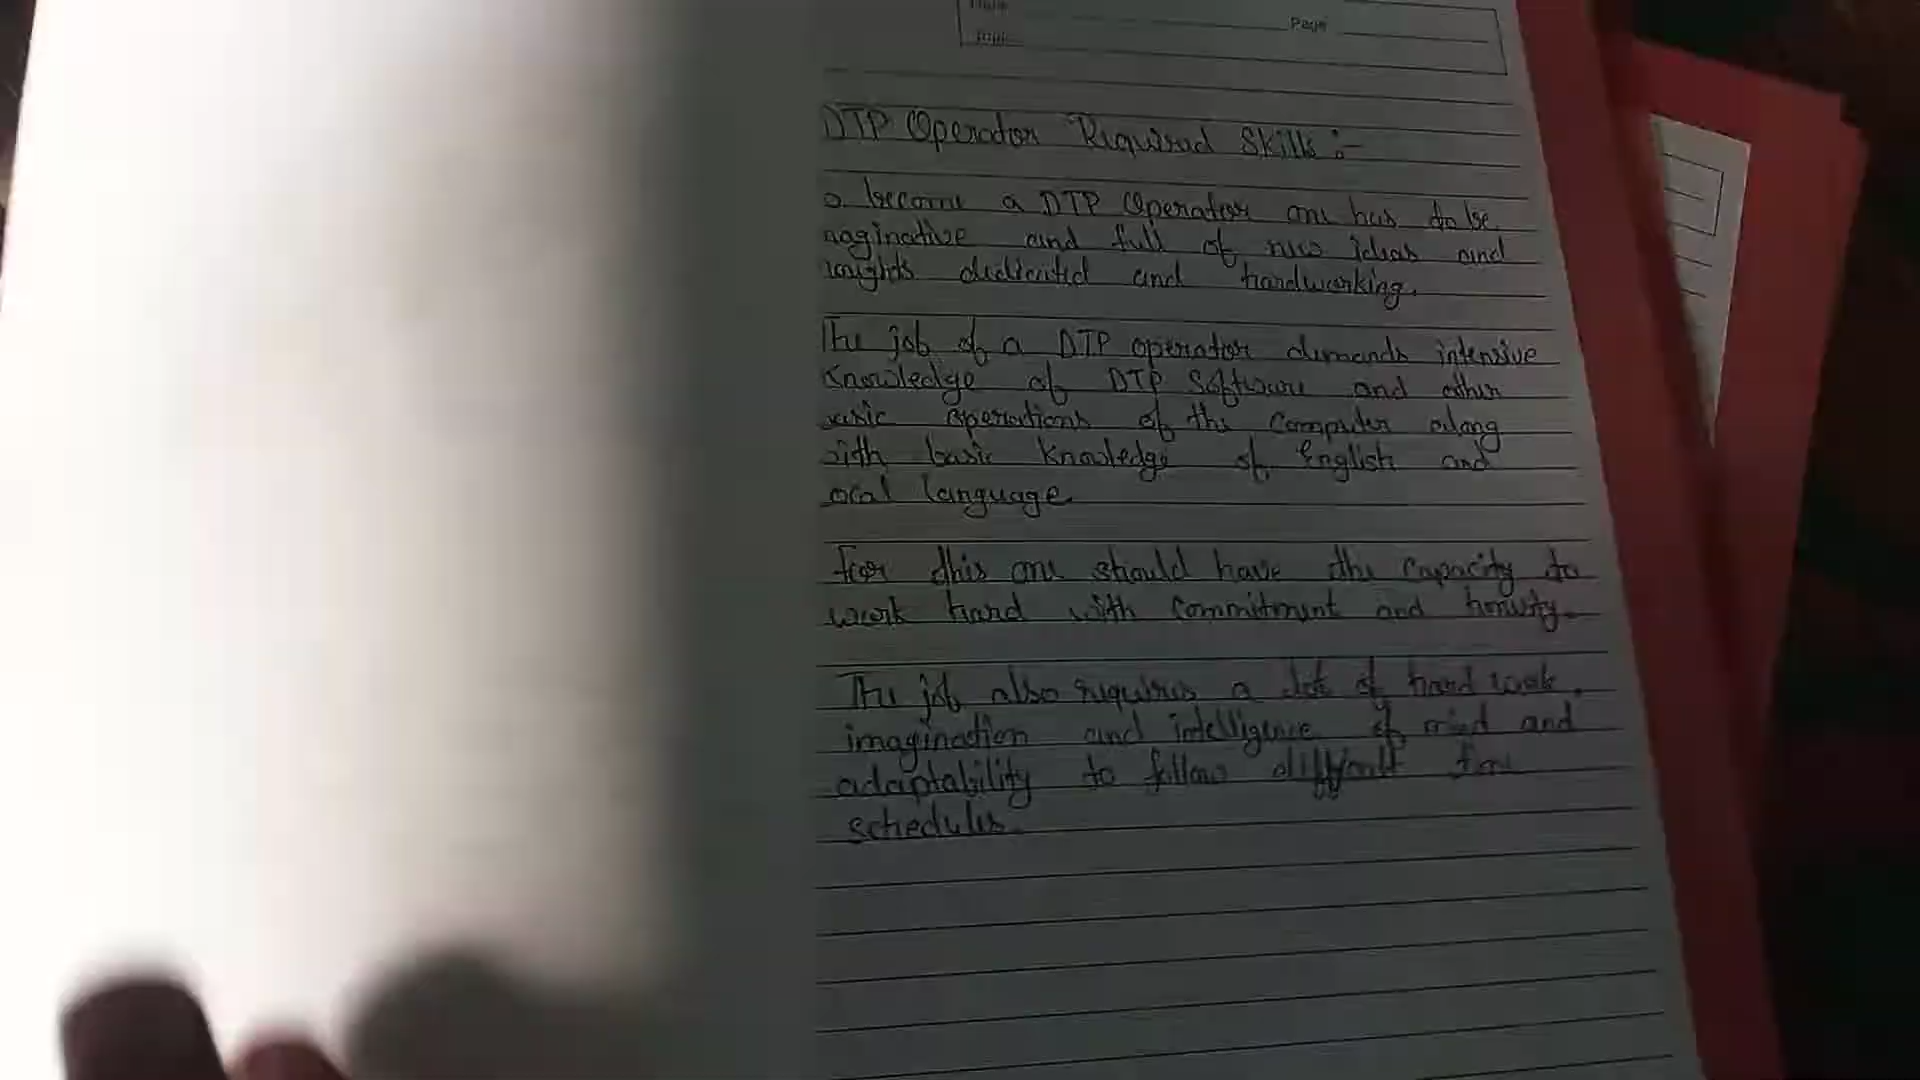 Page
DTP Operator Required Skills :-
o become a DTP Operator one has to be
maginative and full of new ideas and
oughts dedicated and hardworking.
The job of a DTP operator demands intensive
Knowledge of DTP Software and other
basic operations of the Computer along
with basic Knowledge of English and
ocal language
For this one should have the Capacity to
work hard with Commitment and honesty.
The job also requires a lot of hard work,
imagination and intelligence of mind and
adaptability to follow difficult time
schedules.